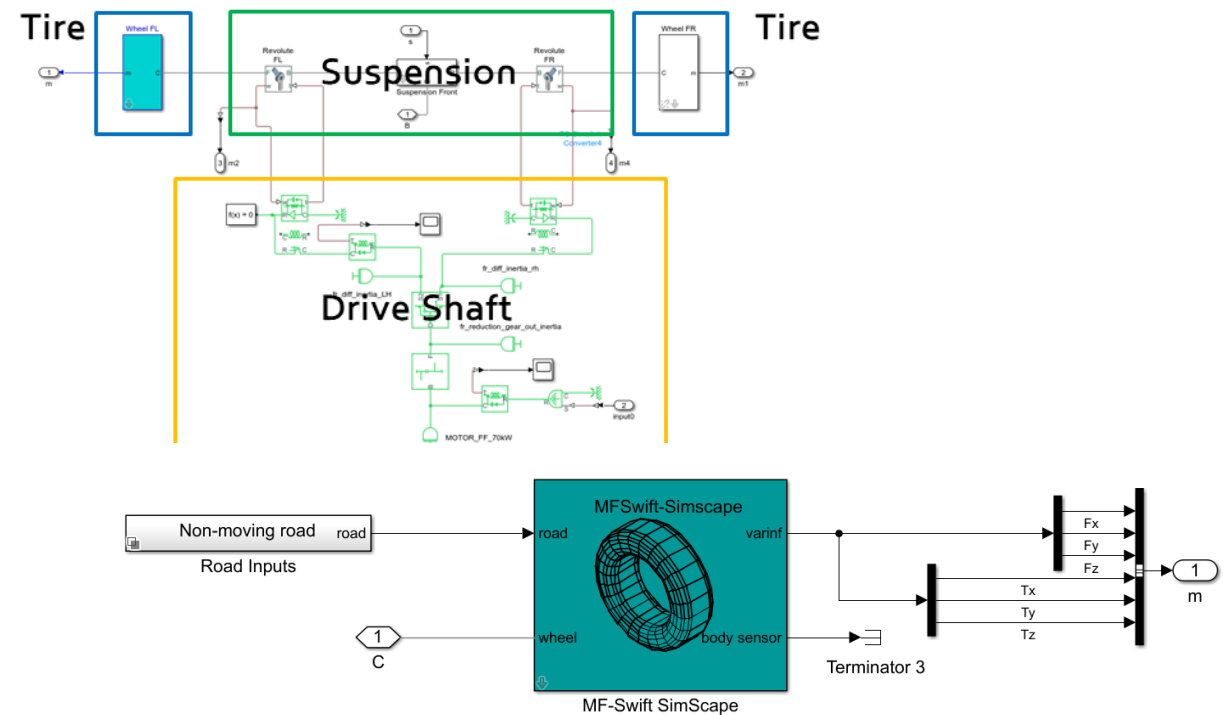 Tire
Wheel FL
Tire
Wheel FR
1
s
Revolute
FL
Revolute
FR
Suspension
Suspension Front
1
m
m
C
C
m
2
m1
1
B
Converter4
3
m2
4
m4
f(x) = 0
fr_diff_inertia_rh
fr_diff_inertia_LH
Drive Shaft
fr_reduction_gear_out_inertia
2
input0
MOTOR_FF_70kW
MFSwift-Simscape
Non-moving road
road
road
varinf
Road Inputs
Fx
Fy
Fz
Tx
Ty
Tz
1
m
1
C
wheel
body sensor
Terminator 3
MF-Swift SimScape